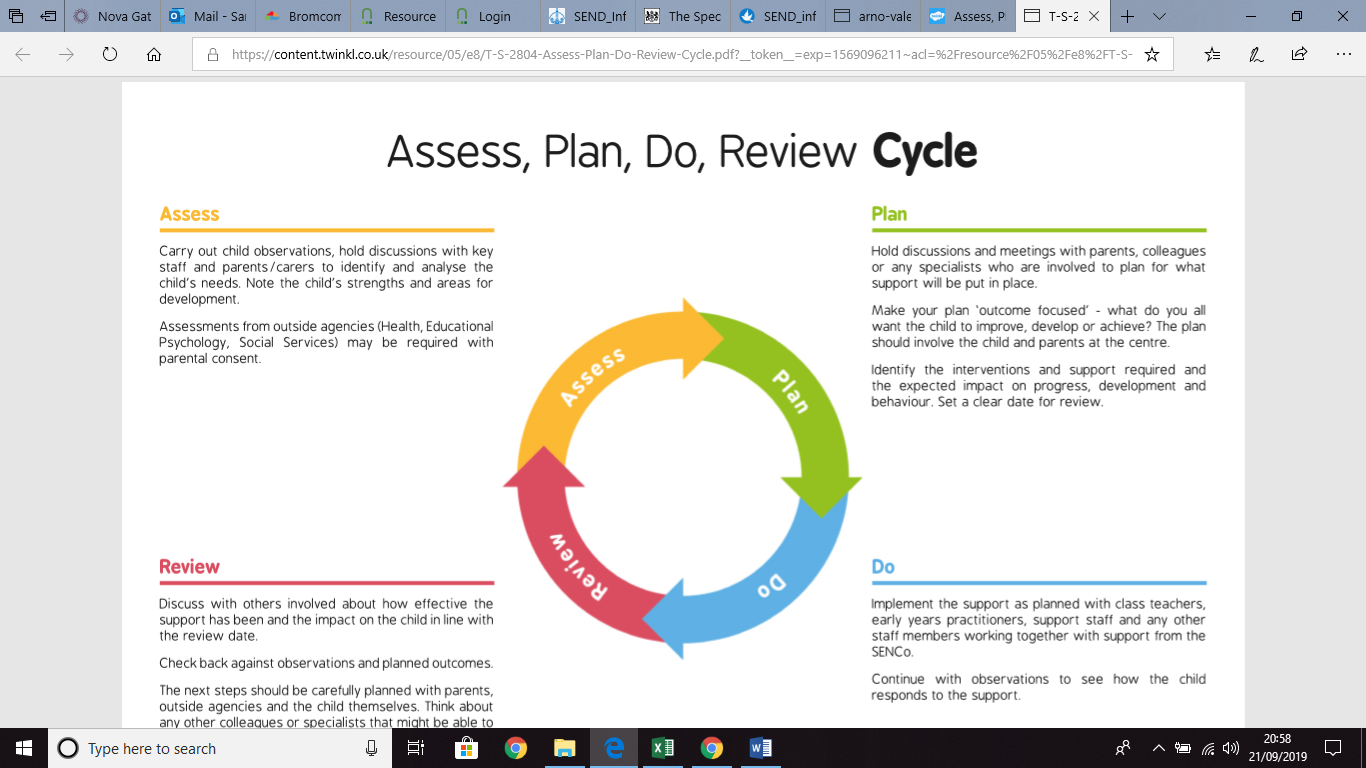 Nova Gat
Mail - Sar
Bromcom
Resource
Login
SEND_Inf
The Spec
SEND_inf
arno-vale
Assess, P
T-S-2
https://content.twinkl.co.uk/resource/05/e8/T-S-2804-Assess-Plan-Do-Review-Cycle.pdf?__token__=exp=1569096211~acl=%2Fresource%2F05%2Fe8%2FT-S-
Assess, Plan, Do, Review Cycle
Assess
Carry out child observations, hold discussions with key
staff and parents/carers to identify and analyse the
child's needs. Note the child's strengths and areas for
development.
Assessments from outside agencies (Health, Educational
Psychology, Social Services) may be required with
parental consent.
Plan
Hold discussions and meetings with parents, colleagues
or any specialists who are involved to plan for what
support will be put in place.
Make your plan ‘outcome focused’ - what do you all
want the child to improve, develop or achieve? The plan
should involve the child and parents at the centre.
Identify the interventions and support required and
the expected impact on progress, development and
behaviour. Set a clear date for review.
Assess
Plan
Do
Review
Review
Discuss with others involved about how effective the
support has been and the impact on the child in line with
the review date.
Check back against observations and planned outcomes.
The next steps should be carefully planned with parents,
outside agencies and the child themselves. Think about
any other colleagues or specialists that might be able to
Do
Implement the support as planned with class teachers,
early years practitioners, support staff and any other
staff members working together with support from the
SENCo.
Continue with observations to see how the child
responds to the support.
Type here to search
20:58
21/09/2019